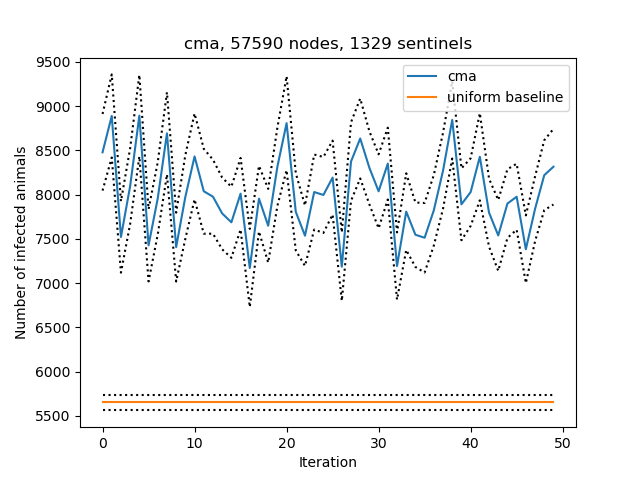 cma, 57590 nodes, 1329 sentinels
cma
uniform baseline
Number of infected animals
9500
9000
8500
8000
7500
7000
6500
6000
5500
0 10 20 30 40 50
Iteration